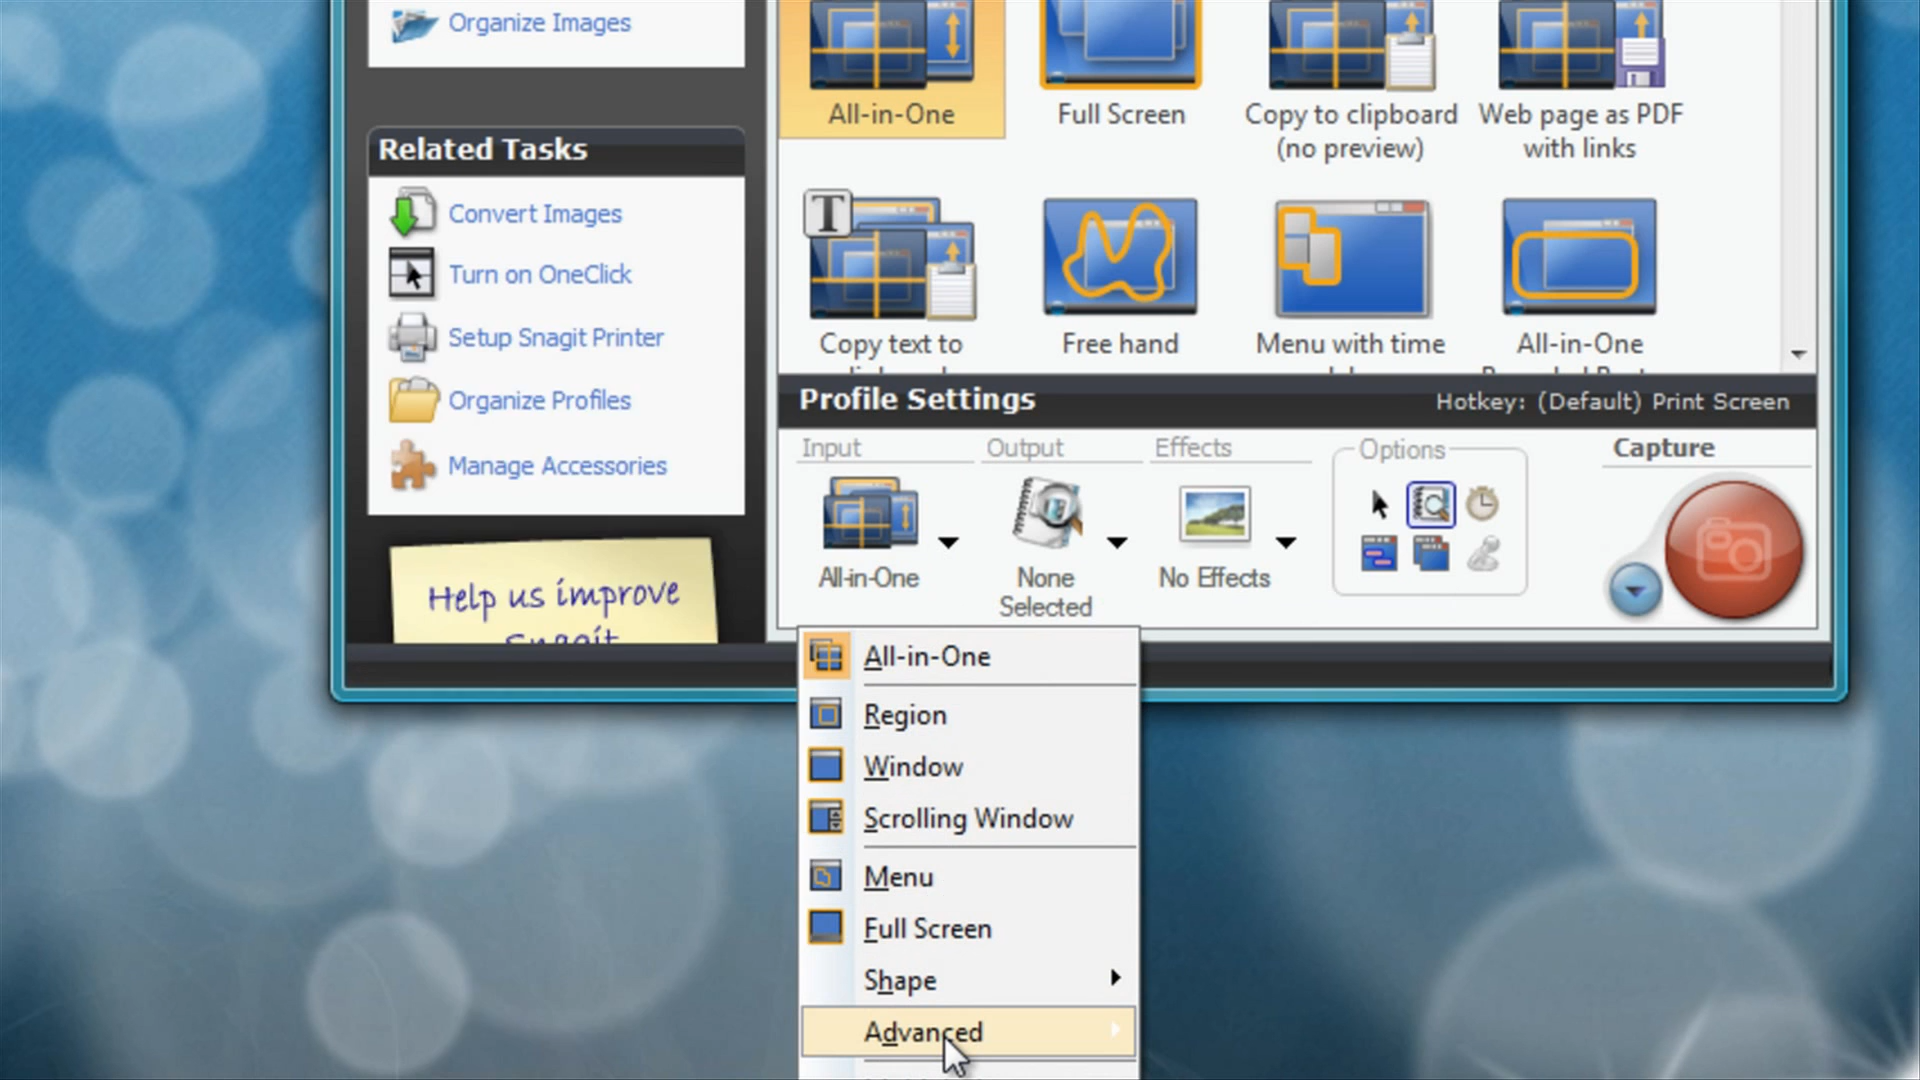 Organize Images
Related Tasks
Convert Images
Turn on OneClick
Setup Snagit Printer
Organize Profiles
Manage Accessories
Help us improve
Snagit
All-in-One
Full Screen
Copy to clipboard
(no preview)
Web page as PDF
with links
T
Copy text to
Free hand
Menu with time
All-in-One
Profile Settings
Hotkey: (Default) Print Screen
Input
Output
Effects
Options
Capture
All-in-One
None
Selected
No Effects
All-in-One
Region
Window
Scrolling Window
Menu
Full Screen
Shape
Advanced